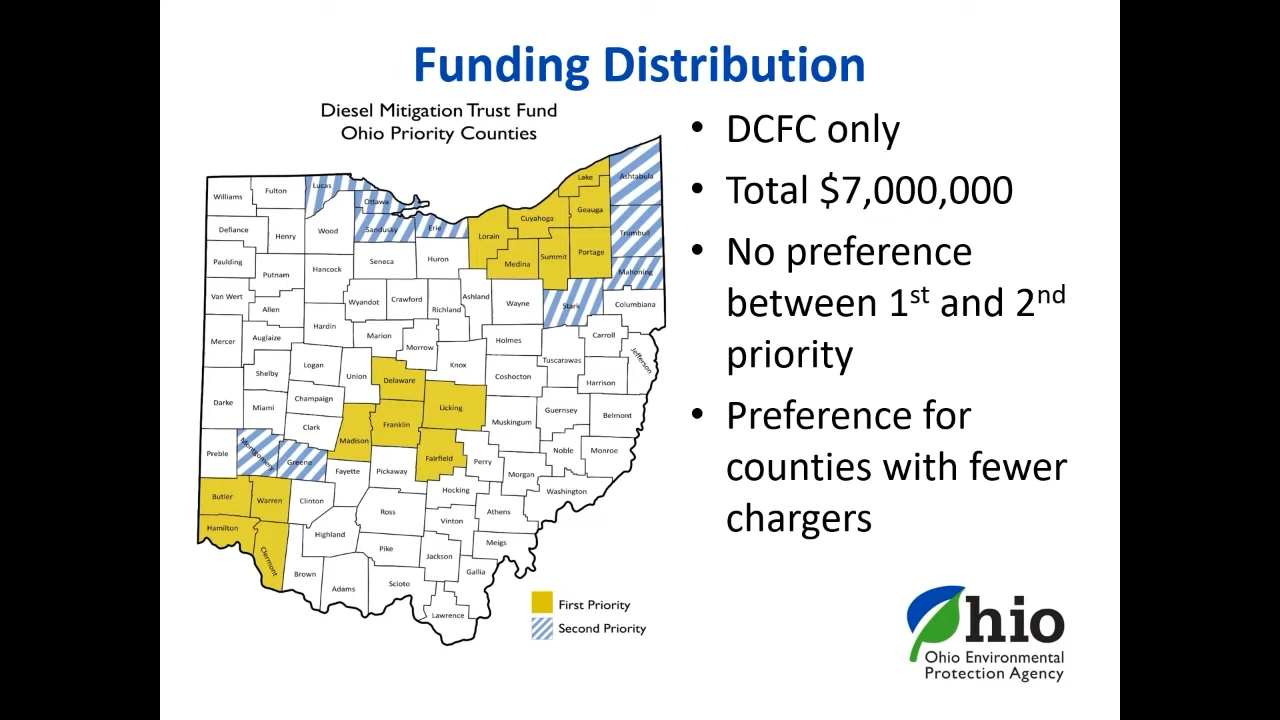 Funding Distribution
Diesel Mitigation Trust Fund
Ohio Priority Counties
• DCFC only
• Total $7,000,000
• No preference
between 1st and 2nd
priority
• Preference for
counties with fewer
chargers
Williams
Fulton
Lucas
Ottawa
Lake
Ashtabula
Defiance
Henry
Wood
Sandusky
Erie
Lorain
Cuyahoga
Geauga
Trumbull
Paulding
Putnam
Hancock
Seneca
Huron
Medina
Summit
Portage
Mahoning
Van Wert
Allen
Wyandot
Crawford
Richland
Ashland
Wayne
Stark
Columbiana
Mercer
Auglaize
Hardin
Marion
Morrow
Holmes
Carroll
Jefferson
Shelby
Logan
Union
Delaware
Knox
Coshocton
Tuscarawas
Harrison
Darke
Miami
Champaign
Clark
Franklin
Licking
Muskingum
Guernsey
Belmont
Preble
Montgomery
Greene
Madison
Fayette
Pickaway
Fairfield
Perry
Morgan
Noble
Monroe
Butler
Warren
Clinton
Ross
Hocking
Athens
Washington
Hamilton
Clermont
Highland
Pike
Vinton
Jackson
Meigs
Gallia
Brown
Adams
Scioto
Lawrence
First Priority
Second Priority
Ohio
Ohio Environmental
Protection Agency